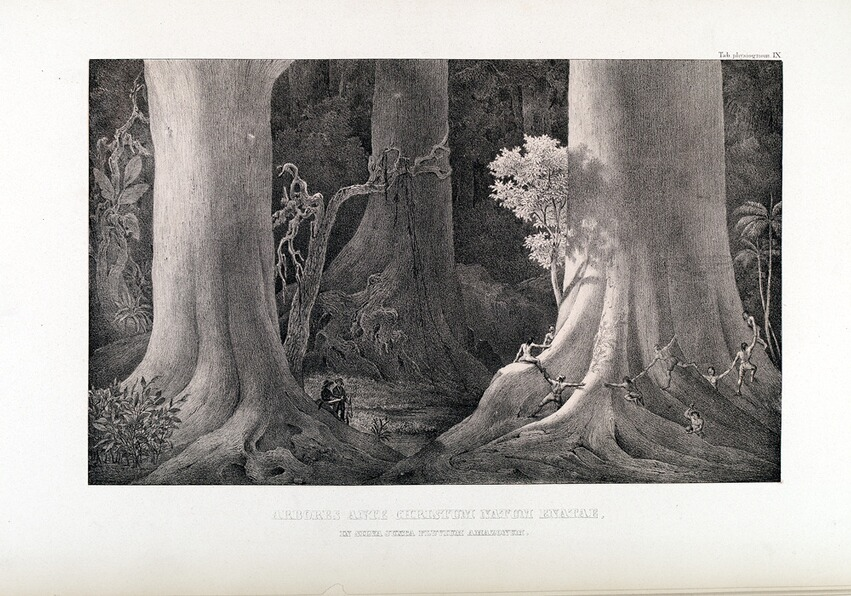 Tab. physiognom. IX.
ARBORES ANTE CHRISTUM NATUM ENATAE,
IN SILVA JUXTA FLUVIUM AMAZONUM.